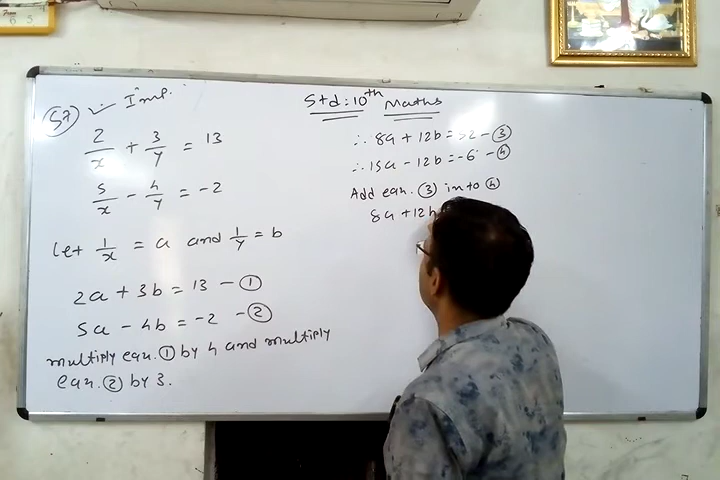 57 ✓ Imp.
Std:10th Maths
2/x + 3/y = 13
5/x - 4/y = -2
Let 1/x = a and 1/y = b
2a + 3b = 13 - ①
5a - 4b = -2 - ②
multiply eqn. ① by 4 and multiply
eqn. ② by 3.
∴ 8a + 12b = 52 - ③
∴ 15a - 12b = -6 - ④
Add eqn. ③ in to ④
8a + 12b